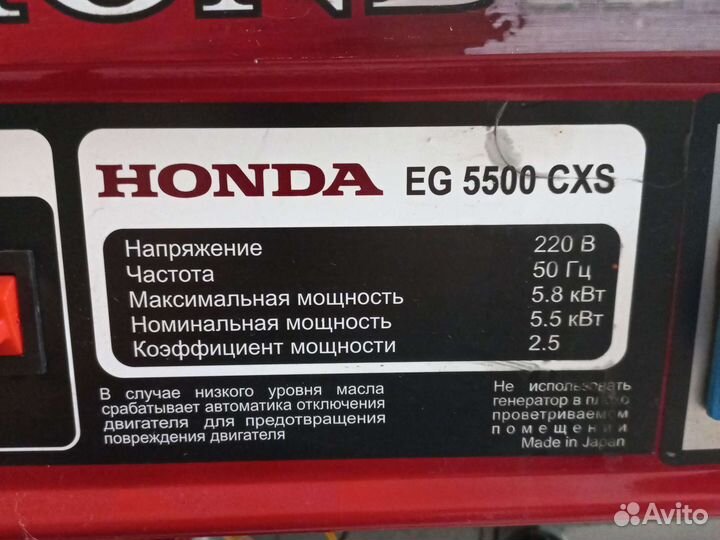 HONDA EG 5500 CXS
Напряжение 220 В
Частота 50 Гц
Максимальная мощность 5.8 кВт
Номинальная мощность 5.5 кВт
Коэффициент мощности 2.5
В случае низкого уровня масла
срабатывает автоматика отключения
двигателя для предотвращения
повреждения двигателя
Не использовать
генератор в плохо
проветриваемом
помещении
Made in Japan
Avito